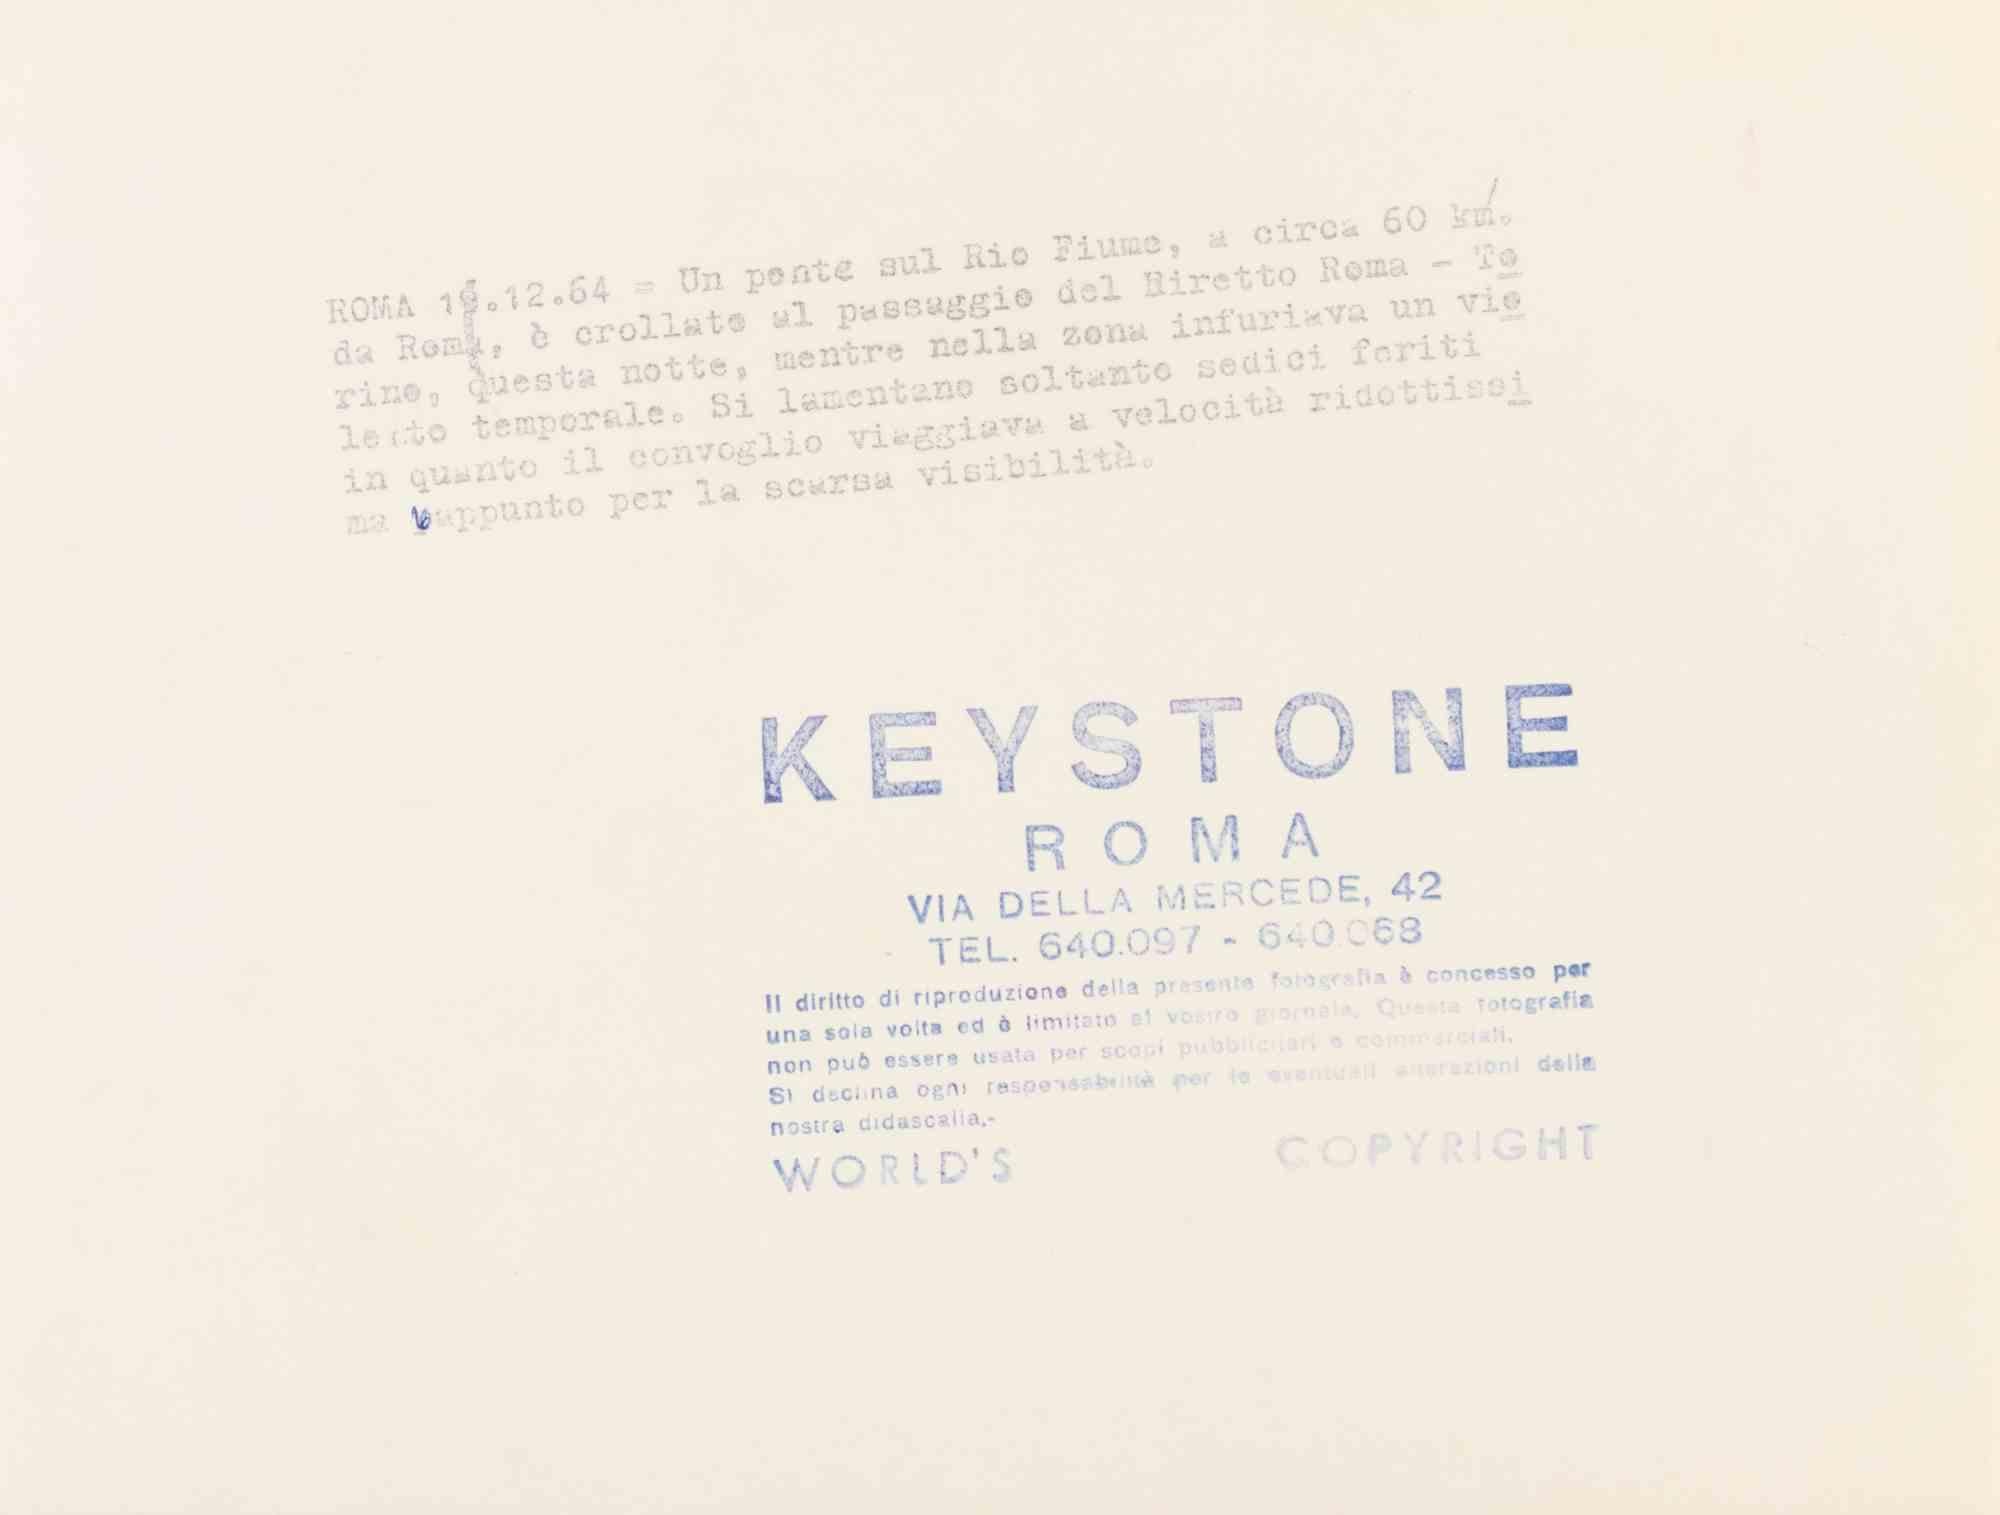 ROMA 19.12.64 = Un ponte sul Rio Fiume, a circa 60 km.
da Roma, è crollato al passaggio del Diretto Roma - To
rino, questa notte, mentre nella zona infuriava un vio
lento temporale. Si lamentano soltanto sedici feriti
in quanto il convoglio viaggiava a velocità ridottissi
ma appunto per la scarsa visibilità.
KEYSTONE
ROMA
VIA DELLA MERCEDE, 42
TEL. 640.097 - 640.068
Il diritto di riproduzione della presente fotografia è concesso per
una sola volta ed è limitato al vostro giornale. Questa fotografia
non può essere usata per scopi pubblicitari o commerciali.
Si declina ogni responsabilità per le eventuali alterazioni della
nostra didascalia.-
WORLD'S COPYRIGHT